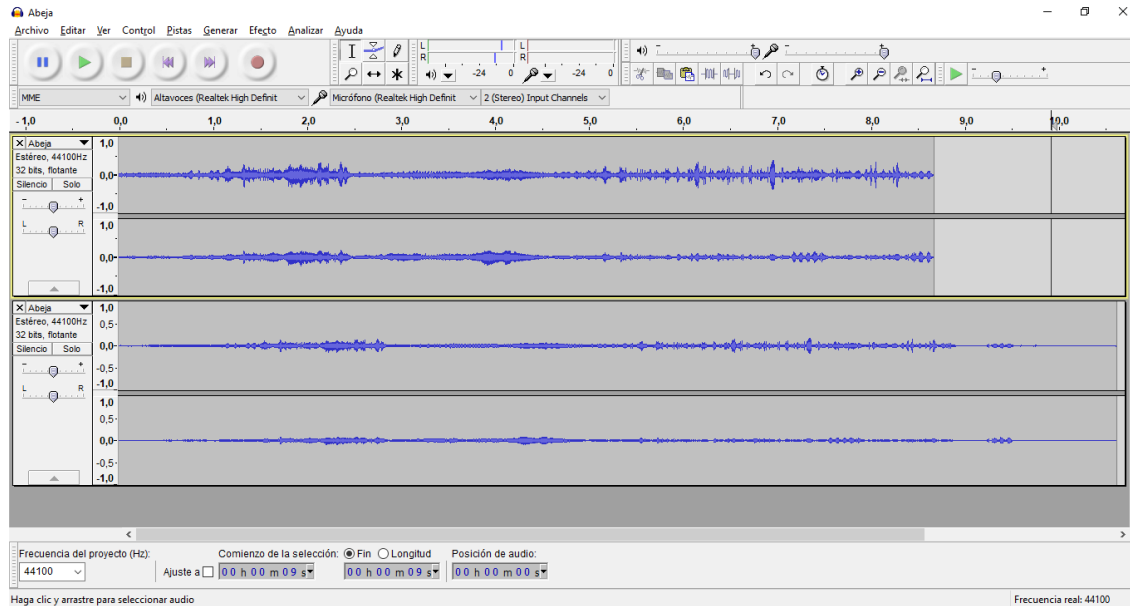 Abeja
Archivo Editar Ver Control Pistas Generar Efecto Analizar Ayuda
L
R
-24 0
L
R
-24 0
MME
Altavoces (Realtek High Definit
Micrófono (Realtek High Definit
2 (Stereo) Input Channels
- 1,0 0,0 1,0 2,0 3,0 4,0 5,0 6,0 7,0 8,0 9,0 10,0
X Abeja
Estéreo, 44100Hz
32 bits, flotante
Silencio Solo
- +
L R
1,0
0,0-
-1,0
1,0
0,0-
-1,0
X Abeja
Estéreo, 44100Hz
32 bits, flotante
Silencio Solo
- +
L R
1,0
0,5-
0,0-
-0,5-
-1,0
1,0
0,5-
0,0-
-0,5-
-1,0
Frecuencia del proyecto (Hz): Comienzo de la selección: Fin Longitud Posición de audio:
44100 Ajuste a 00 h 00 m 09 s 00 h 00 m 09 s 00 h 00 m 00 s
Haga clic y arrastre para seleccionar audio Frecuencia real: 44100